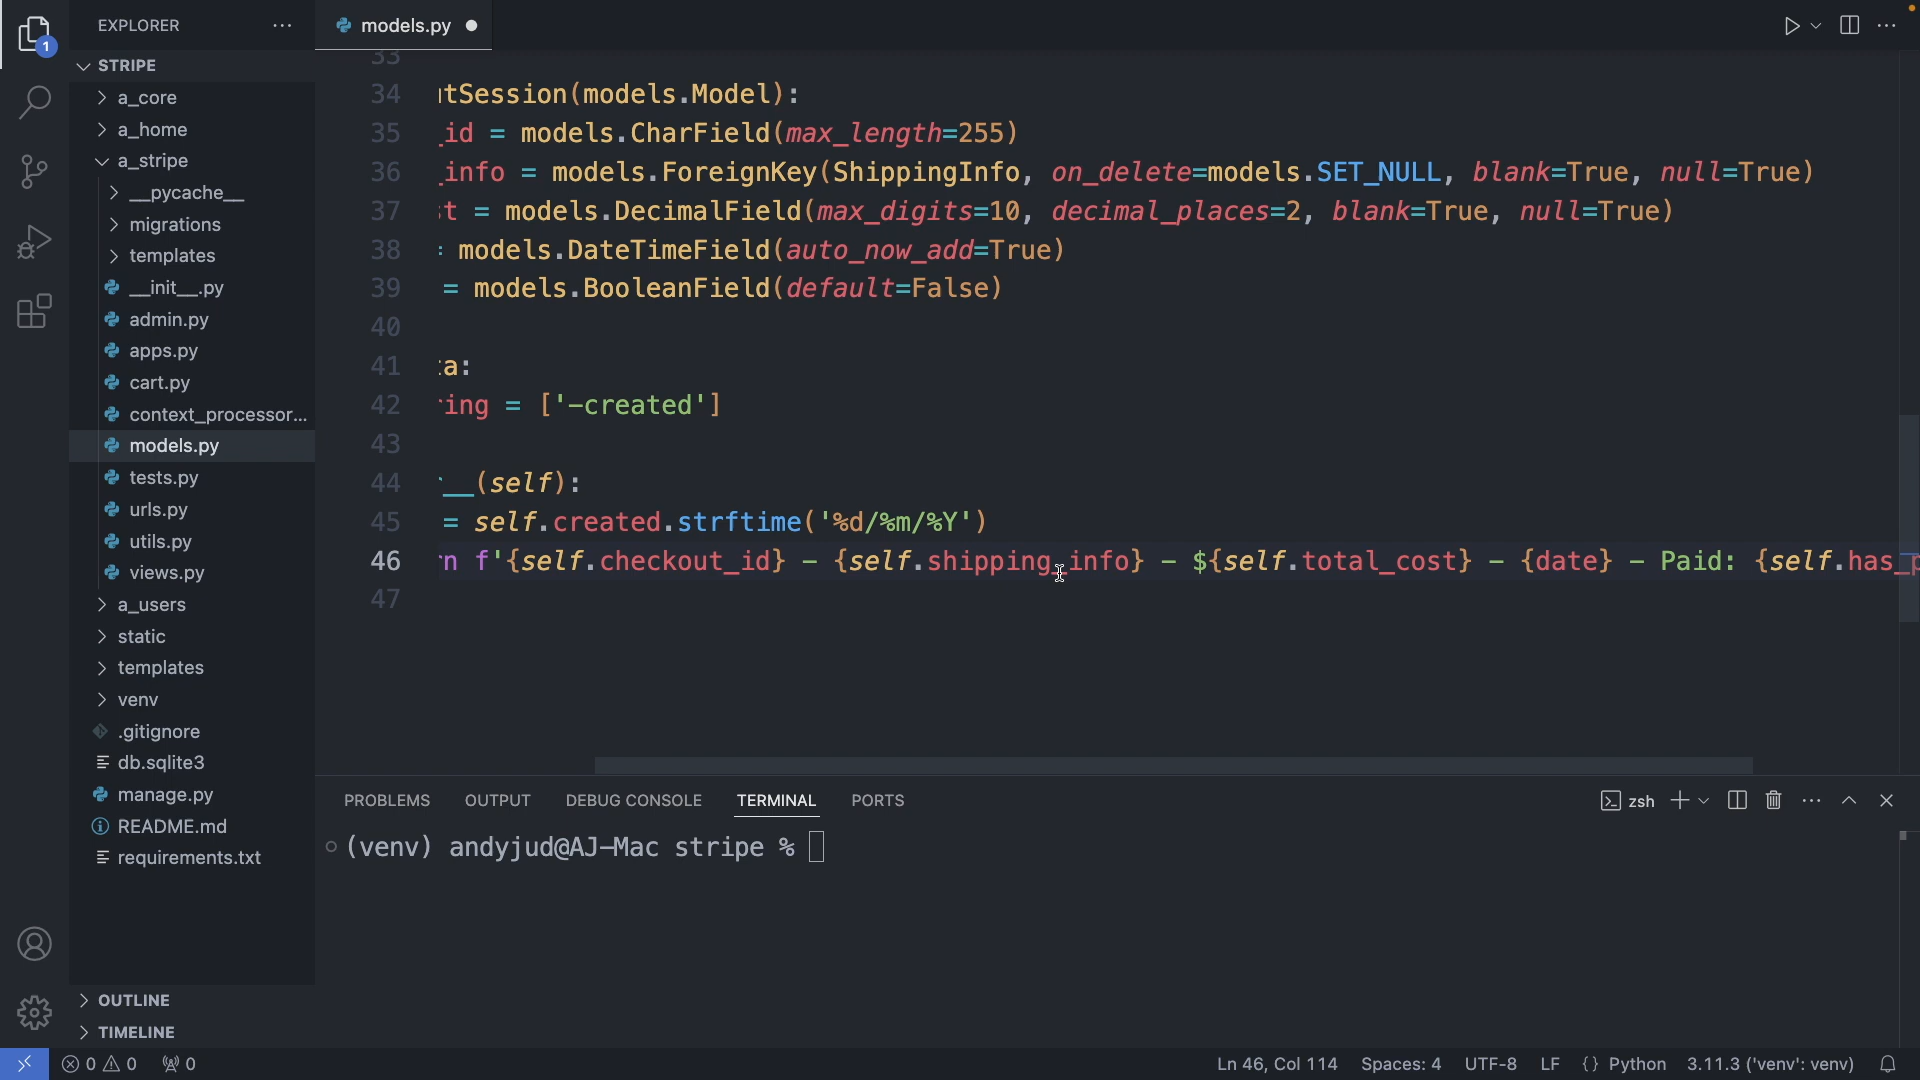 1
EXPLORER
models.py
STRIPE
a_core
a_home
a_stripe
__pycache__
migrations
templates
__init__.py
admin.py
apps.py
cart.py
context_processor...
models.py
tests.py
urls.py
utils.py
views.py
a_users
static
templates
venv
.gitignore
db.sqlite3
manage.py
README.md
requirements.txt
OUTLINE
TIMELINE
33
34 tSession(models.Model):
35 _id = models.CharField(max_length=255)
36 _info = models.ForeignKey(ShippingInfo, on_delete=models.SET_NULL, blank=True, null=True)
37 t = models.DecimalField(max_digits=10, decimal_places=2, blank=True, null=True)
38 = models.DateTimeField(auto_now_add=True)
39 = models.BooleanField(default=False)
40
41 a:
42 ing = ['-created']
43
44 __(self):
45 = self.created.strftime('%d/%m/%Y')
46 n f'{self.checkout_id} - {self.shipping_info} - ${self.total_cost} - {date} - Paid: {self.has_p
47
PROBLEMS OUTPUT DEBUG CONSOLE TERMINAL PORTS zsh
(venv) andyjud@AJ-Mac stripe %
0 0 0 Ln 46, Col 114 Spaces: 4 UTF-8 LF {} Python 3.11.3 ('venv': venv)